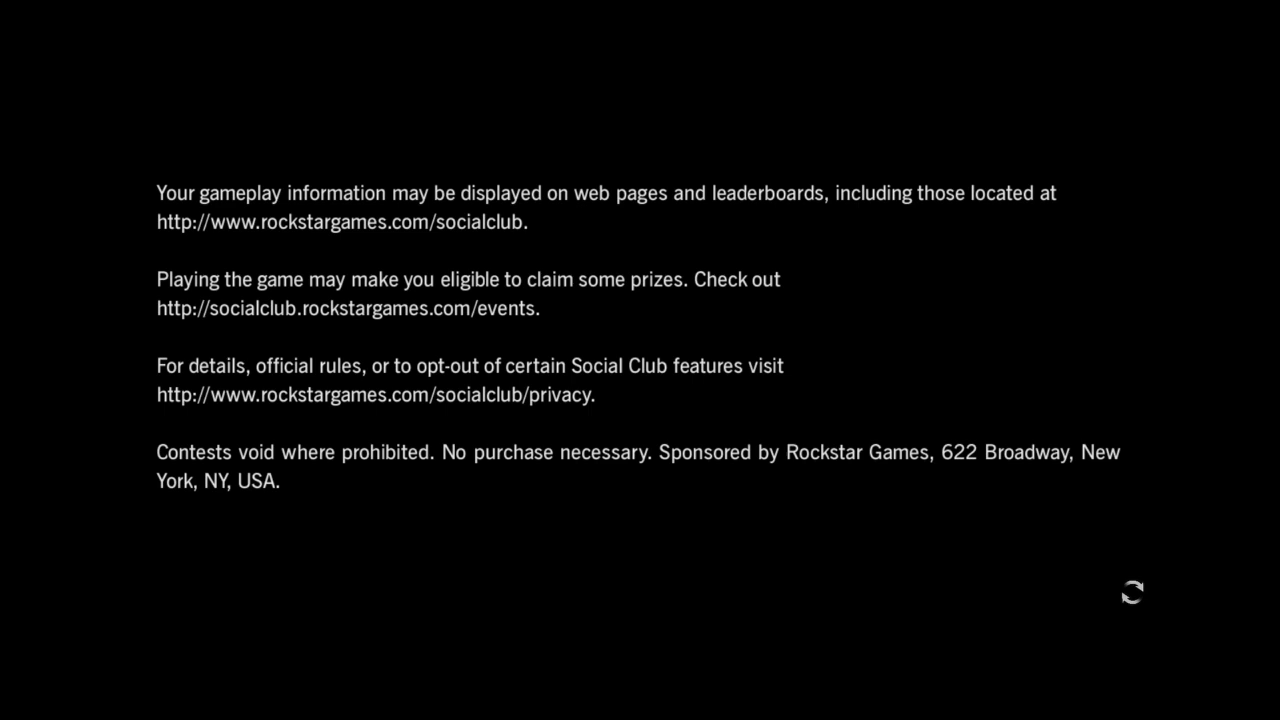 Your gameplay information may be displayed on web pages and leaderboards, including those located at
http://www.rockstargames.com/socialclub.
Playing the game may make you eligible to claim some prizes. Check out
http://socialclub.rockstargames.com/events.
For details, official rules, or to opt-out of certain Social Club features visit
http://www.rockstargames.com/socialclub/privacy.
Contests void where prohibited. No purchase necessary. Sponsored by Rockstar Games, 622 Broadway, New
York, NY, USA.